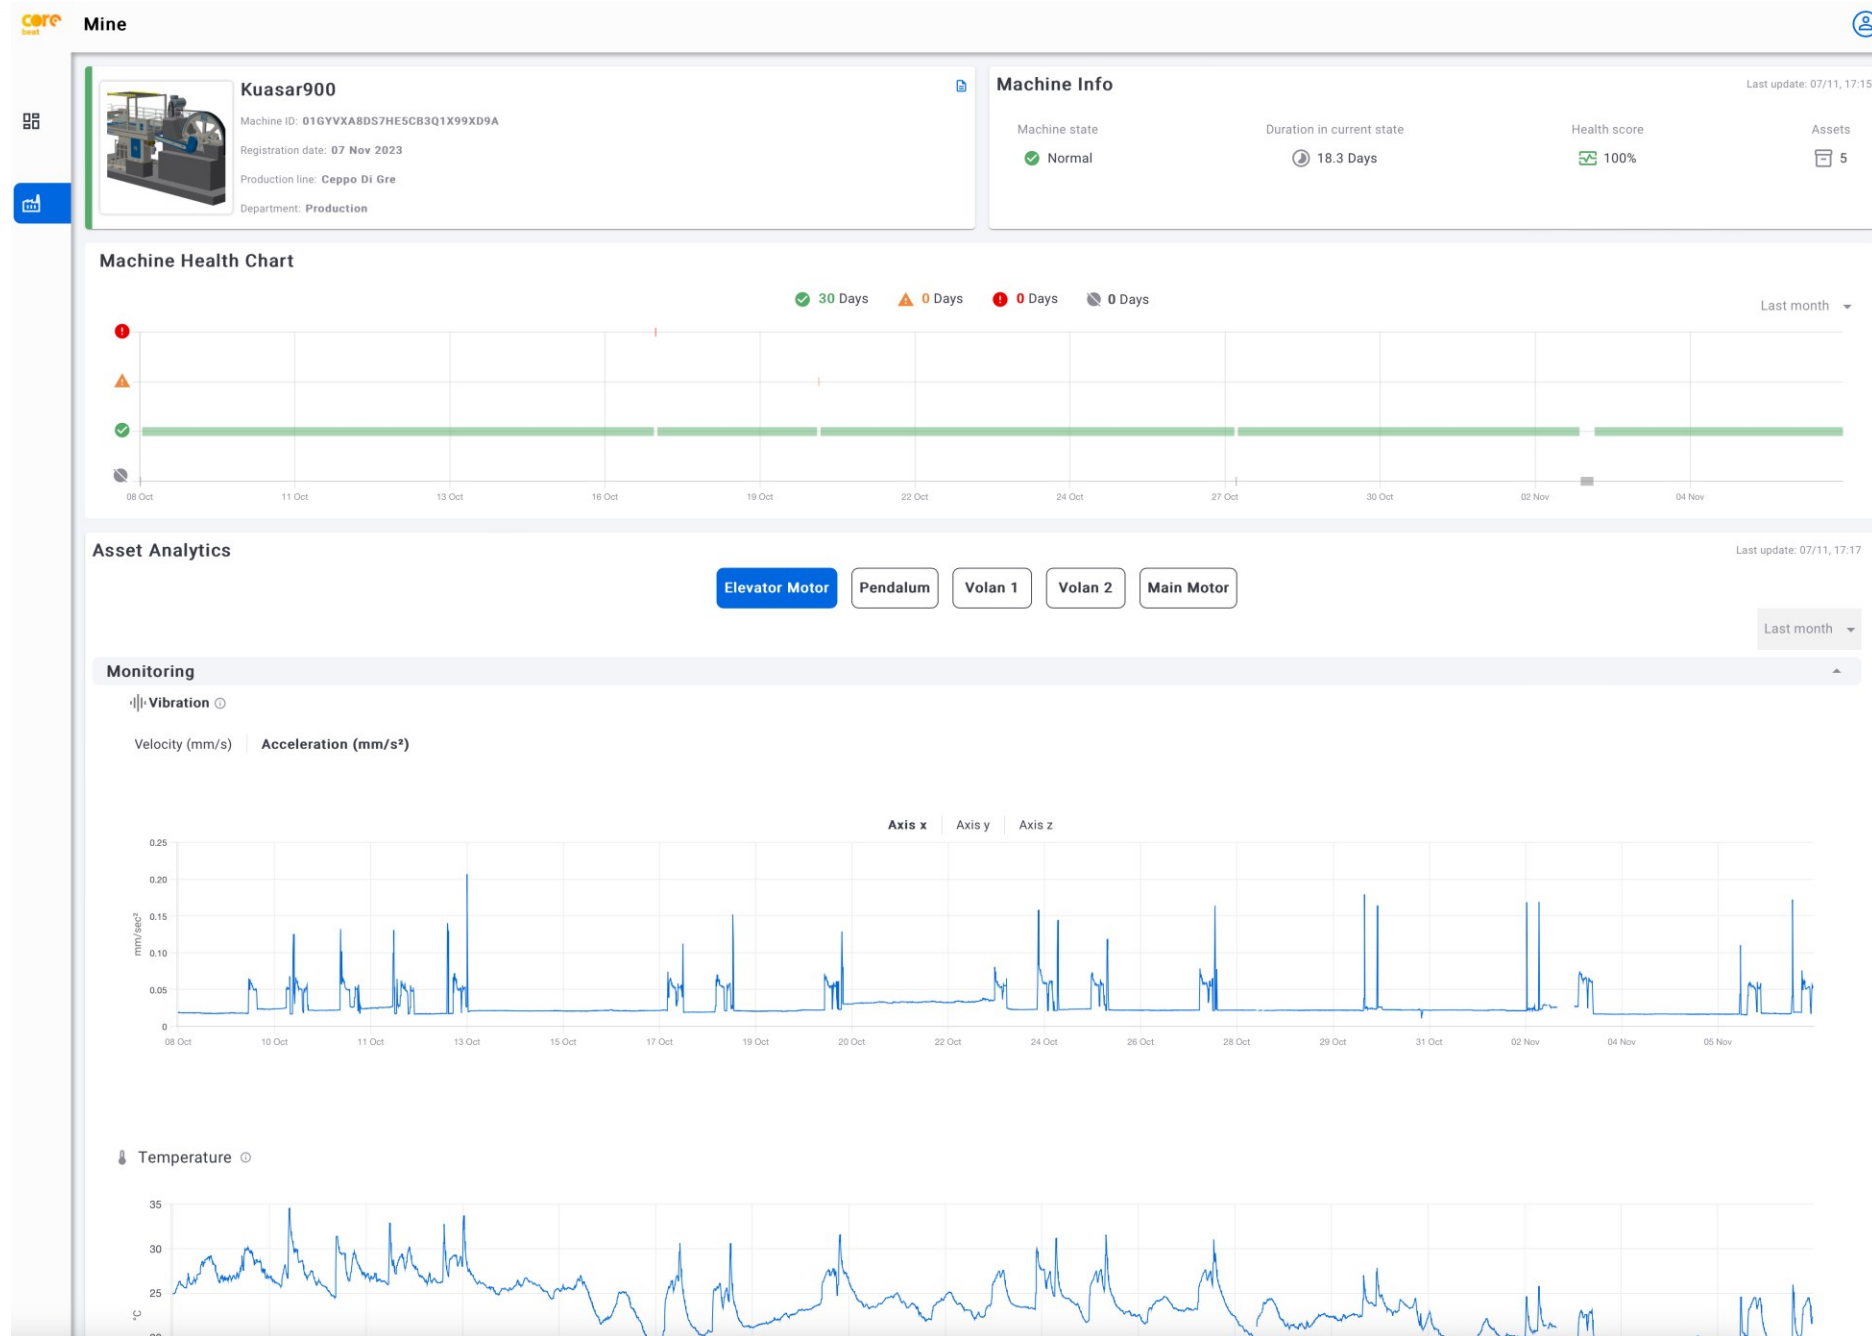 core
beat
Mine
Kuasar900
Machine ID: 01GYVXA8DS7HE5CB3Q1X99XD9A
Registration date: 07 Nov 2023
Production line: Ceppo Di Gre
Department: Production
Machine Info
Last update: 07/11, 17:15
Machine state
Duration in current state
Health score
Assets
Normal
18.3 Days
100%
5
Machine Health Chart
30 Days
0 Days
0 Days
0 Days
Last month
08 Oct
11 Oct
13 Oct
16 Oct
19 Oct
22 Oct
24 Oct
27 Oct
30 Oct
02 Nov
04 Nov
Asset Analytics
Last update: 07/11, 17:17
Elevator Motor
Pendalum
Volan 1
Volan 2
Main Motor
Last month
Monitoring
Vibration
Velocity (mm/s)
Acceleration (mm/s²)
Axis x
Axis y
Axis z
0.25
0.20
0.15
0.10
0.05
0
mm/sec²
08 Oct
10 Oct
11 Oct
13 Oct
15 Oct
17 Oct
19 Oct
20 Oct
22 Oct
24 Oct
26 Oct
28 Oct
29 Oct
31 Oct
02 Nov
04 Nov
05 Nov
Temperature
35
30
25
°C